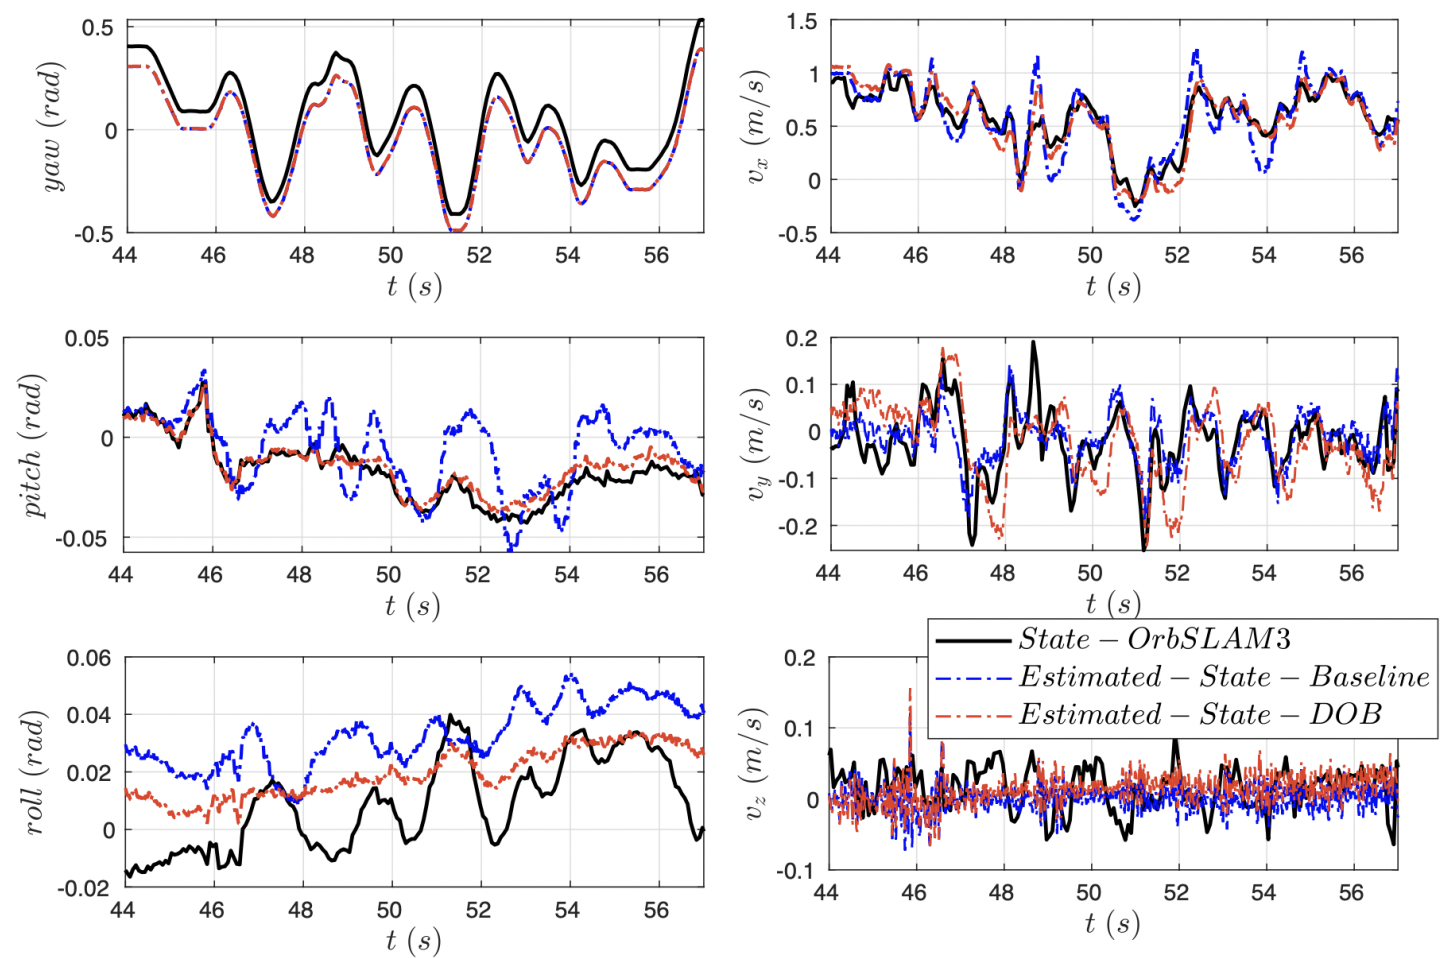 0.5
0
-0.5
yaw (rad)
44 46 48 50 52 54 56
t (s)
1.5
1
0.5
0
-0.5
v_x (m/s)
44 46 48 50 52 54 56
t (s)
0.05
0
-0.05
pitch (rad)
44 46 48 50 52 54 56
t (s)
0.2
0.1
0
-0.1
-0.2
v_y (m/s)
44 46 48 50 52 54 56
t (s)
0.06
0.04
0.02
0
-0.02
roll (rad)
44 46 48 50 52 54 56
t (s)
State − OrbSLAM3
Estimated − State − Baseline
Estimated − State − DOB
0.2
0.1
0
-0.1
v_z (m/s)
44 46 48 50 52 54 56
t (s)